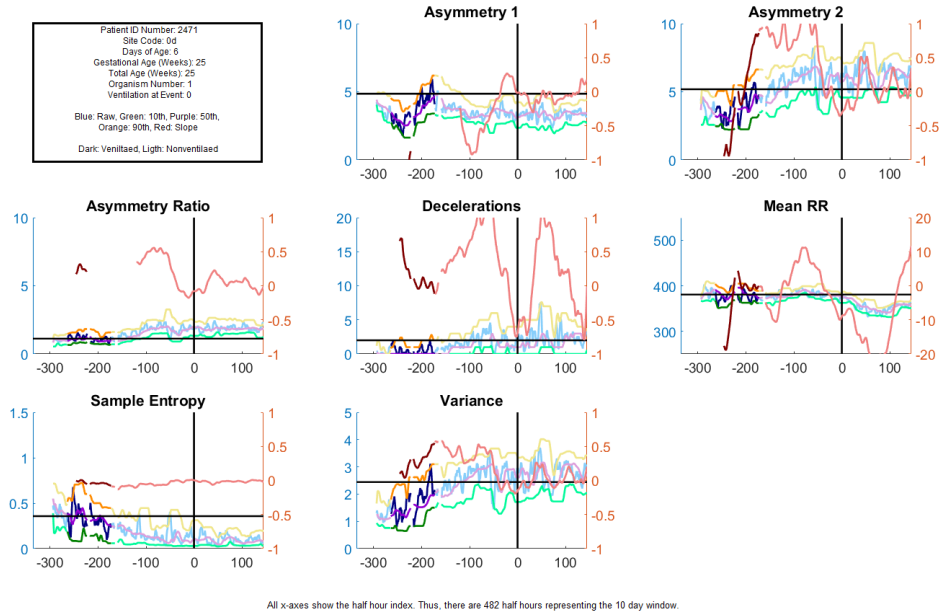 Patient ID Number: 2471
Site Code: 0d
Days of Age: 6
Gestational Age (Weeks): 25
Total Age (Weeks): 25
Organism Number: 1
Ventilation at Event: 0
Blue: Raw, Green: 10th, Purple: 50th,
Orange: 90th, Red: Slope
Dark: Veniltaed, Ligth: Nonventilaed
Asymmetry 1
10
5
0
1
0.5
0
-0.5
-1
-300 -200 -100 0 100
Asymmetry 2
10
5
0
1
0.5
0
-0.5
-1
-300 -200 -100 0 100
Asymmetry Ratio
10
5
0
1
0.5
0
-0.5
-1
-300 -200 -100 0 100
Decelerations
20
15
10
5
0
1
0.5
0
-0.5
-1
-300 -200 -100 0 100
Mean RR
500
400
300
20
10
0
-10
-20
-300 -200 -100 0 100
Sample Entropy
1.5
1
0.5
0
1
0.5
0
-0.5
-1
-300 -200 -100 0 100
Variance
5
4
3
2
1
0
1
0.5
0
-0.5
-1
-300 -200 -100 0 100
All x-axes show the half hour index. Thus, there are 482 half hours representing the 10 day window.